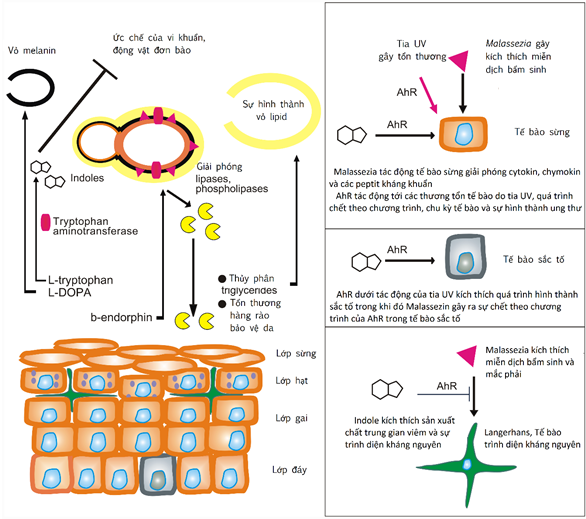 Ức chế của vi khuẩn,
động vật đơn bào
Vỏ melanin
Sự hình thành
vỏ lipid
Indoles
Giải phóng
lipases,
phospholipases
Tryptophan
aminotransferase
L-tryptophan
L-DOPA
b-endorphin
Thủy phân
triglycerides
Tổn thương
hàng rào
bảo vệ da
Lớp sừng
Lớp hạt
Lớp gai
Lớp đáy
Tia UV
gây tổn thương
Malassezia gây
kích thích miễn
dịch bẩm sinh
AhR
AhR
Tế bào sừng
Malassezia tác động tế bào sừng giải phóng cytokin, chymokin
và các peptit kháng khuẩn
AhR tác động tới các thương tổn tế bào do tia UV, quá trình
chết theo chương trình, chu kỳ tế bào và sự hình thành ung thư
AhR
Tế bào sắc tố
AhR dưới tác động của tia UV kích thích quá trình hình thành
sắc tố trong khi đó Malassezin gây ra sự chết theo chương
trình của AhR trong tế bào sắc tố
Malassezia kích thích
miễn dịch bẩm sinh và
mắc phải
AhR
Indole kích thích sản xuất
chất trung gian viêm và sự
trình diện kháng nguyên
Langerhans, Tế bào
trình diện kháng nguyên